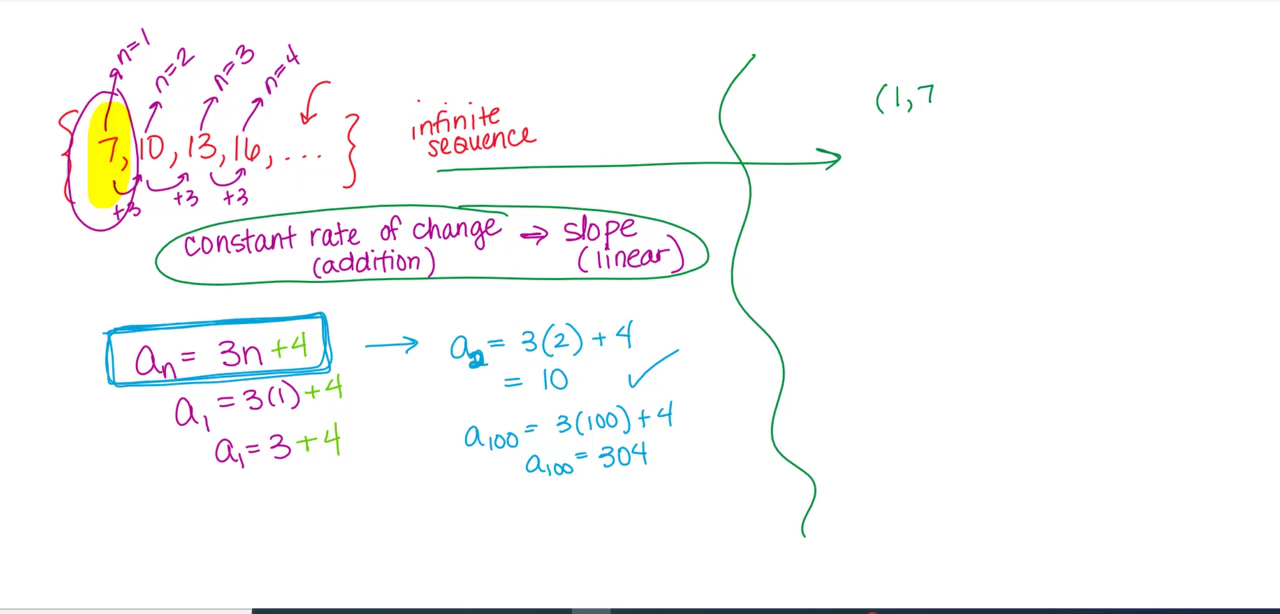 n=1 n=2 n=3 n=4
{7, 10, 13, 16, ...}
+3 +3 +3
infinite
sequence
(1,7
constant rate of change ⇒ slope
(addition) (linear)
aₙ = 3n+4
a₁ = 3(1)+4
a₁ = 3+4
a₂ = 3(2)+4
= 10 ✓
a₁₀₀ = 3(100)+4
a₁₀₀ = 304